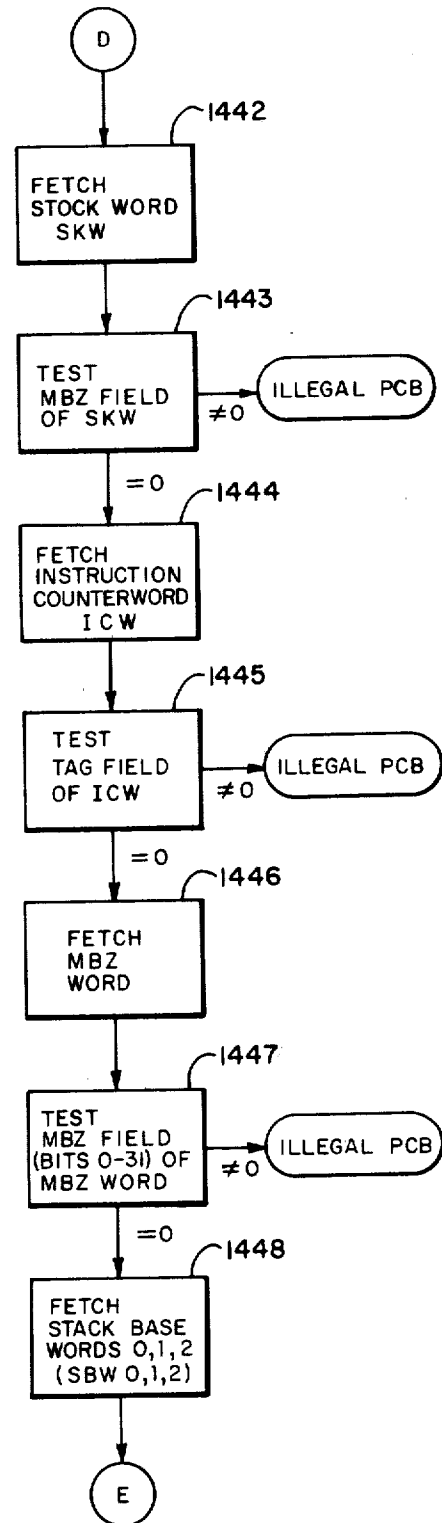 D
1442
FETCH
STOCK WORD
SKW
1443
TEST
MBZ FIELD
OF SKW
≠0
ILLEGAL PCB
=0
1444
FETCH
INSTRUCTION
COUNTERWORD
ICW
1445
TEST
TAG FIELD
OF ICW
≠0
ILLEGAL PCB
=0
1446
FETCH
MBZ
WORD
1447
TEST
MBZ FIELD
(BITS 0-31) OF
MBZ WORD
≠0
ILLEGAL PCB
=0
1448
FETCH
STACK BASE
WORDS 0,1,2
(SBW 0,1,2)
E